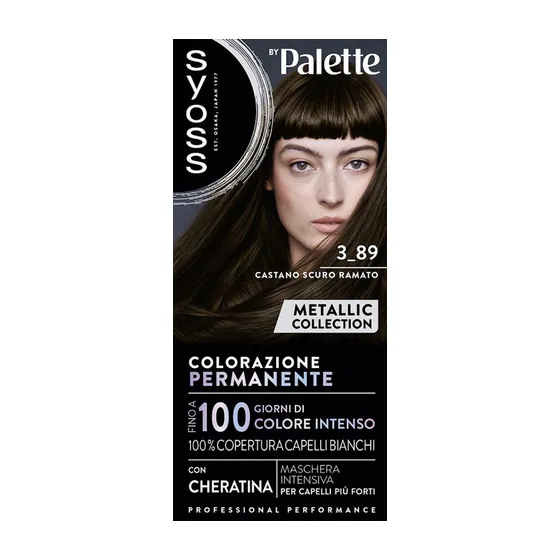 syoss
EST. OSAKA, JAPAN 1977
BY Palette
3_89
CASTANO SCURO RAMATO
METALLIC
COLLECTION
COLORAZIONE
PERMANENTE
FINO A 100 GIORNI DI
COLORE INTENSO
100% COPERTURA CAPELLI BIANCHI
CON
CHERATINA
MASCHERA
INTENSIVA
PER CAPELLI PIÙ FORTI
PROFESSIONAL PERFORMANCE